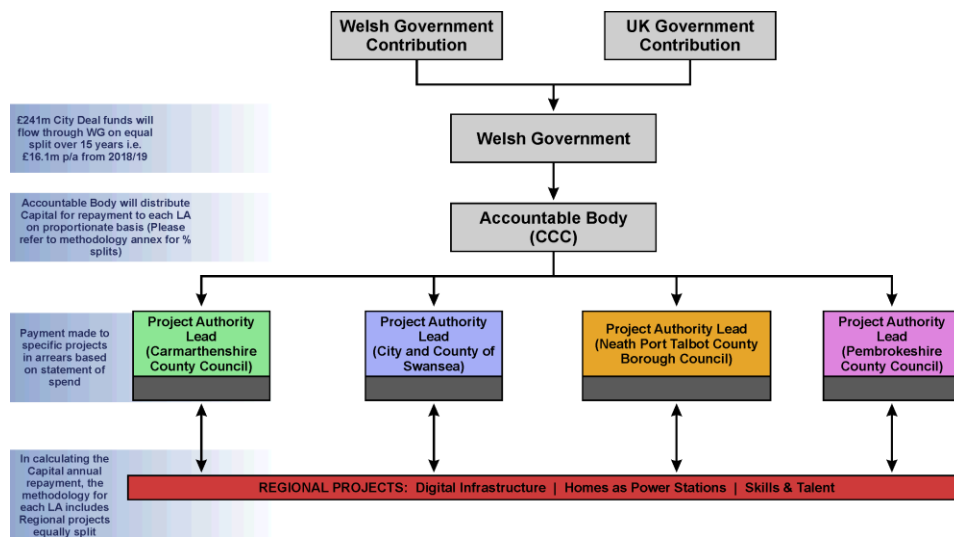 Welsh Government
Contribution
UK Government
Contribution
£241m City Deal funds will
flow through WG on equal
split over 15 years i.e.
£16.1m p/a from 2018/19
Welsh Government
Accountable Body will distribute
Capital for repayment to each LA
on proportionate basis (Please
refer to methodology annex for %
splits)
Accountable Body
(CCC)
Payment made to
specific projects
in arrears based
on statement of
spend
Project Authority
Lead
(Carmarthenshire
County Council)
Project Authority
Lead
(City and County of
Swansea)
Project Authority Lead
(Neath Port Talbot County
Borough Council)
Project Authority
Lead
(Pembrokeshire
County Council)
In calculating the
Capital annual
repayment, the
methodology for
each LA includes
Regional projects
equally split
REGIONAL PROJECTS: Digital Infrastructure | Homes as Power Stations | Skills & Talent